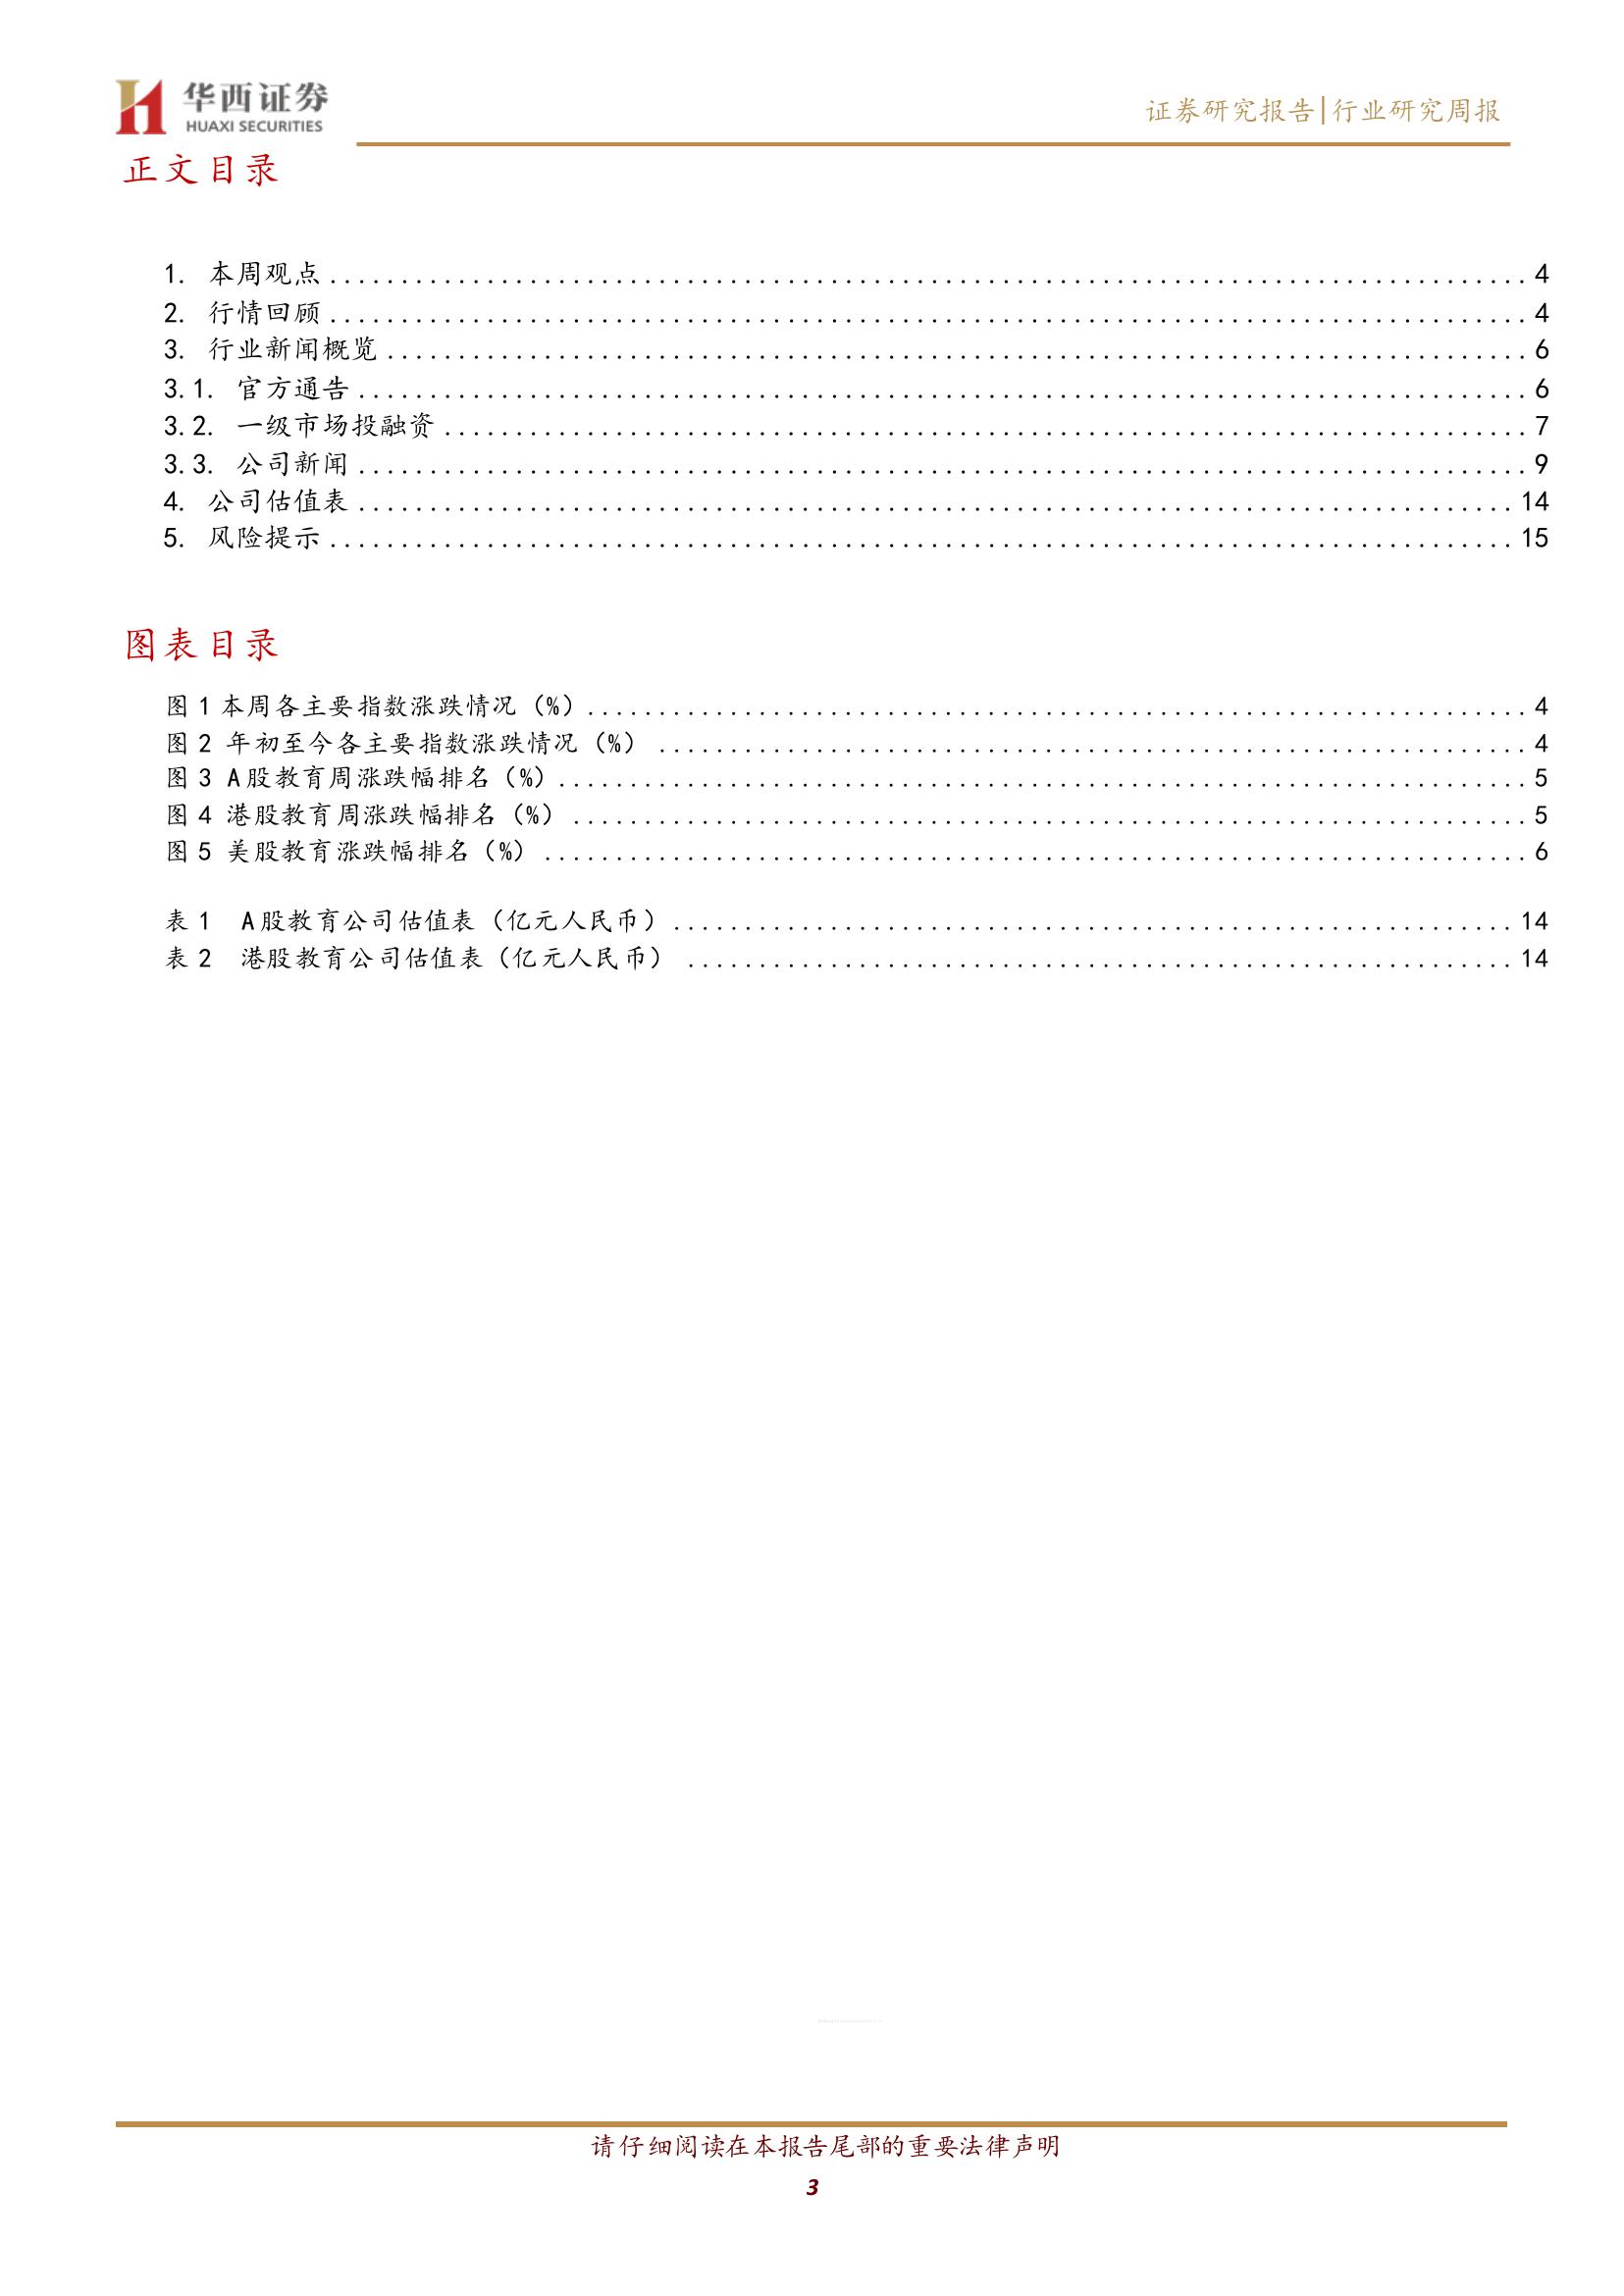 华西证券
HUAXI SECURITIES
证券研究报告|行业研究周报
正文目录
1. 本周观点 ........ 4
2. 行情回顾 ........ 4
3. 行业新闻概览 ........ 6
3.1. 官方通告 ........ 6
3.2. 一级市场投融资 ........ 7
3.3. 公司新闻 ........ 9
4. 公司估值表 ........ 14
5. 风险提示 ........ 15
图表目录
图 1 本周各主要指数涨跌情况（%）........ 4
图 2 年初至今各主要指数涨跌情况（%）........ 4
图 3 A 股教育周涨跌幅排名（%）........ 5
图 4 港股教育周涨跌幅排名（%）........ 5
图 5 美股教育涨跌幅排名（%）........ 6
表 1 A 股教育公司估值表（亿元人民币）........ 14
表 2 港股教育公司估值表（亿元人民币）........ 14
请仔细阅读在本报告尾部的重要法律声明
3